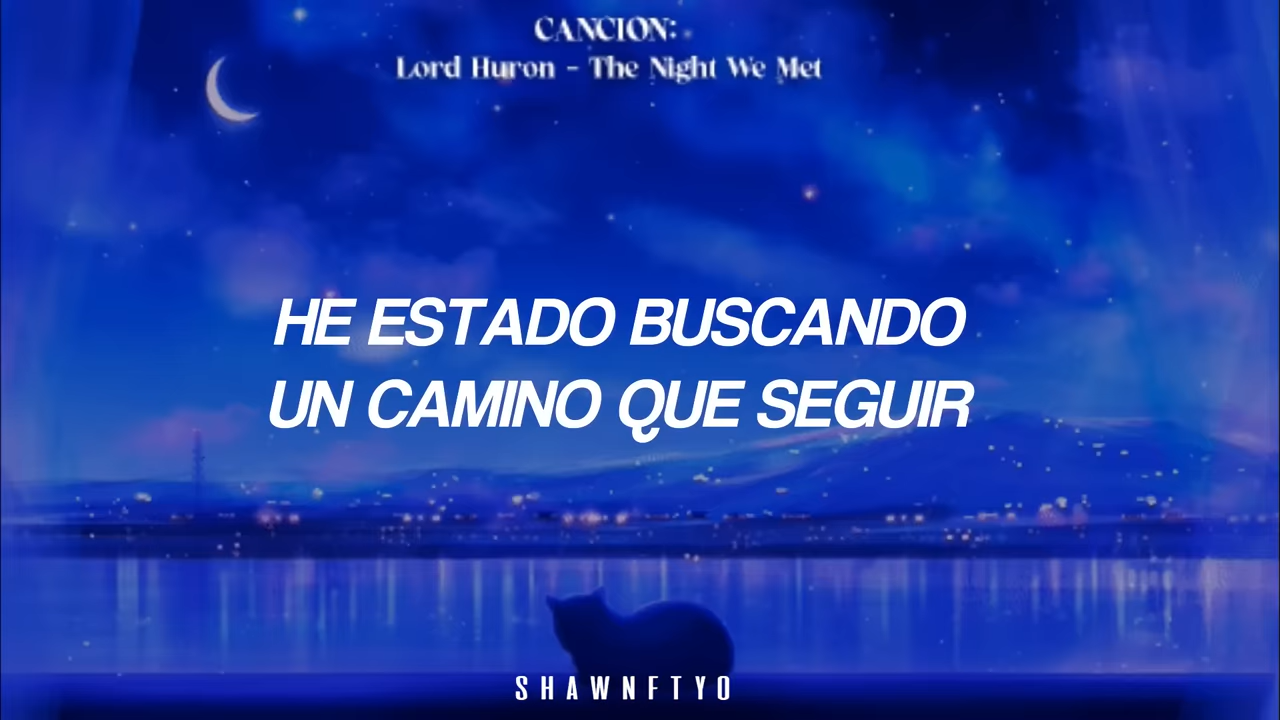 CANCION:
Lord Huron - The Night We Met
HE ESTADO BUSCANDO
UN CAMINO QUE SEGUIR
SHAWNFTYO